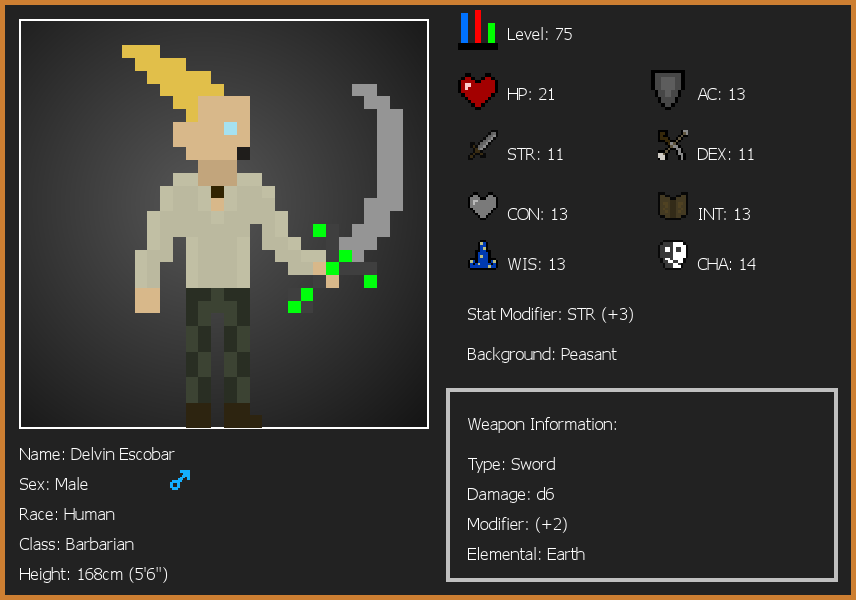 Level: 75
HP: 21
AC: 13
STR: 11
DEX: 11
CON: 13
INT: 13
WIS: 13
CHA: 14
Stat Modifier: STR (+3)
Background: Peasant
Weapon Information:
Type: Sword
Damage: d6
Modifier: (+2)
Elemental: Earth
Name: Delvin Escobar
Sex: Male
Race: Human
Class: Barbarian
Height: 168cm (5'6")